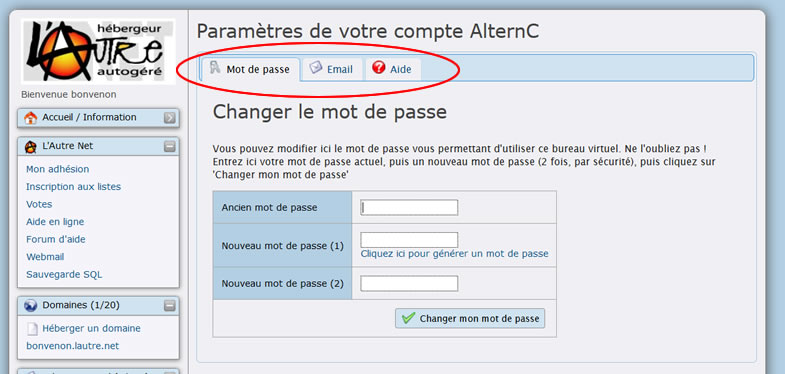 hébergeur
L'Autre
autogéré
Bienvenue bonvenon
Accueil / Information
L'Autre Net
Mon adhésion
Inscription aux listes
Votes
Aide en ligne
Forum d'aide
Webmail
Sauvegarde SQL
Domaines (1/20)
Héberger un domaine
bonvenon.lautre.net
Paramètres de votre compte AlternC
Mot de passe
Email
Aide
Changer le mot de passe
Vous pouvez modifier ici le mot de passe vous permettant d'utiliser ce bureau virtuel. Ne l'oubliez pas !
Entrez ici votre mot de passe actuel, puis un nouveau mot de passe (2 fois, par sécurité), puis cliquez sur
'Changer mon mot de passe'
Ancien mot de passe
Nouveau mot de passe (1)
Cliquez ici pour générer un mot de passe
Nouveau mot de passe (2)
Changer mon mot de passe